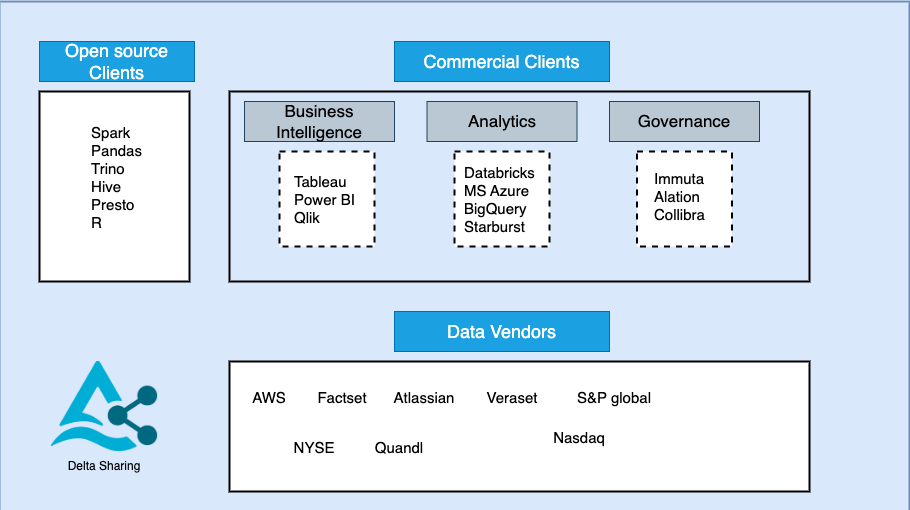 Open source
Clients
Commercial Clients
Spark
Pandas
Trino
Hive
Presto
R
Business
Intelligence
Analytics
Governance
Tableau
Power BI
Qlik
Databricks
MS Azure
BigQuery
Starburst
Immuta
Alation
Collibra
Data Vendors
AWS Factset Atlassian Veraset S&P global
NYSE Quandl Nasdaq
Delta Sharing